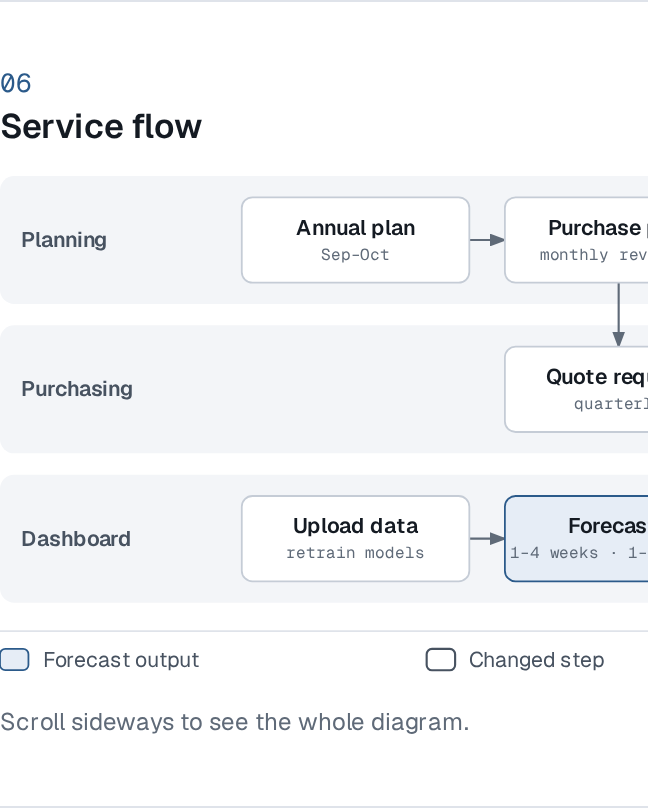 06
Service flow
Planning
Annual plan
Sep–Oct
Purchase
monthly rev
Purchasing
Quote requ
quarterl
Dashboard
Upload data
retrain models
Forecas
1–4 weeks · 1–
Forecast output
Changed step
Scroll sideways to see the whole diagram.